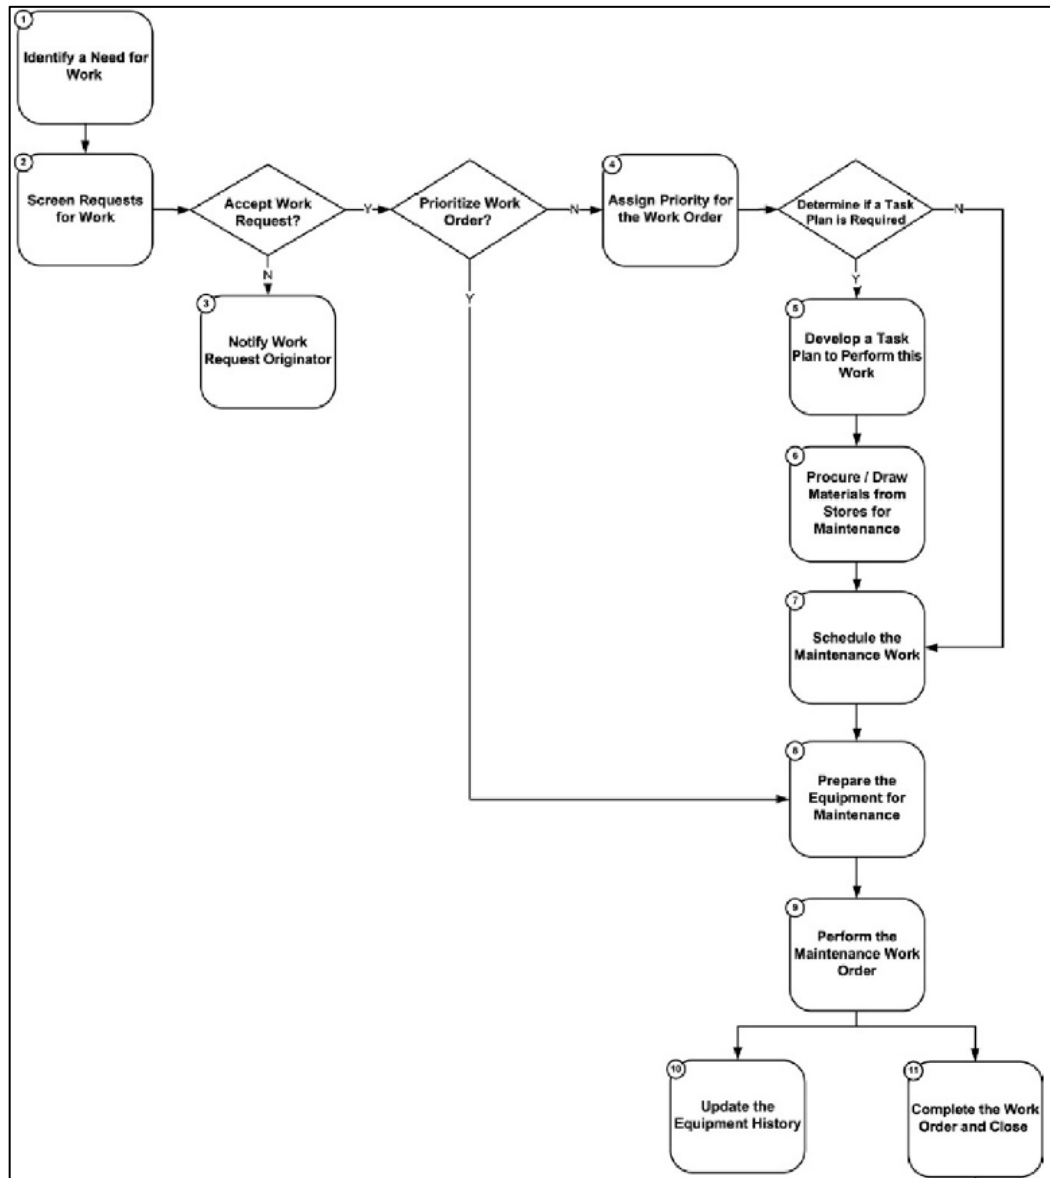 1
Identify a Need for
Work
2
Screen Requests
for Work
Accept Work
Request?
Y
N
3
Notify Work
Request Originator
Prioritize Work
Order?
N
Y
4
Assign Priority for
the Work Order
Determine if a Task
Plan is Required
N
Y
5
Develop a Task
Plan to Perform this
Work
6
Procure / Draw
Materials from
Stores for
Maintenance
7
Schedule the
Maintenance Work
8
Prepare the
Equipment for
Maintenance
9
Perform the
Maintenance Work
Order
10
Update the
Equipment History
11
Complete the Work
Order and Close